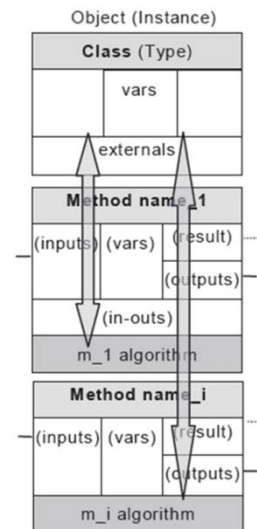 Object (Instance)
Class (Type)
vars
externals
Method name_1
(inputs) (vars) (result)
(outputs)
(in-outs)
m_1 algorithm
Method name_i
(inputs) (vars) (result)
(outputs)
m_i algorithm